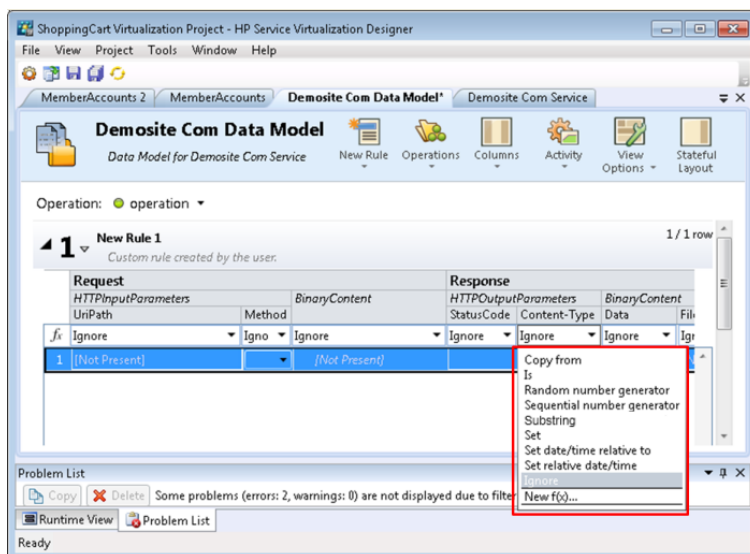 ShoppingCart Virtualization Project - HP Service Virtualization Designer
File View Project Tools Window Help
MemberAccounts 2 MemberAccounts Demosite Com Data Model* Demosite Com Service
Demosite Com Data Model
Data Model for Demosite Com Service
New Rule Operations Columns Activity View Options Stateful Layout
Operation: operation
1 New Rule 1 1 / 1 row
Custom rule created by the user.
Request Response
HTTPInputParameters BinaryContent HTTPOutputParameters BinaryContent
UriPath Method StatusCode Content-Type Data File
fx Ignore Igno Ignore Ignore Ignore Ignore Igr
1 [Not Present] [Not Present]
Copy from
Is
Random number generator
Sequential number generator
Substring
Set
Set date/time relative to
Set relative date/time
Ignore
New f(x)...
Problem List
Copy Delete Some problems (errors: 2, warnings: 0) are not displayed due to filter
Runtime View Problem List
Ready